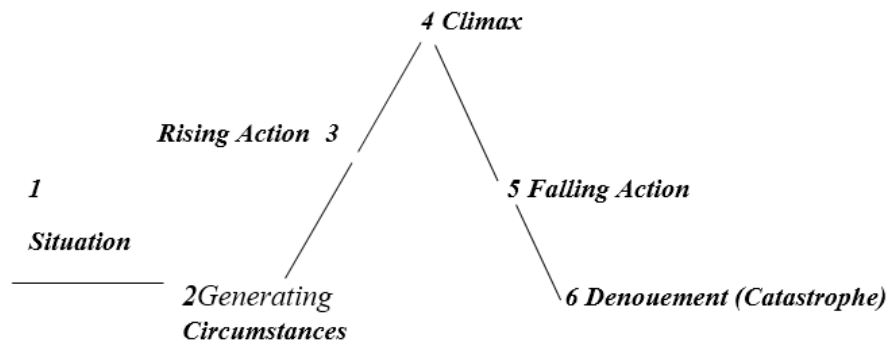 4 Climax
Rising Action 3
1
Situation
5 Falling Action
2Generating
Circumstances
6 Denouement (Catastrophe)